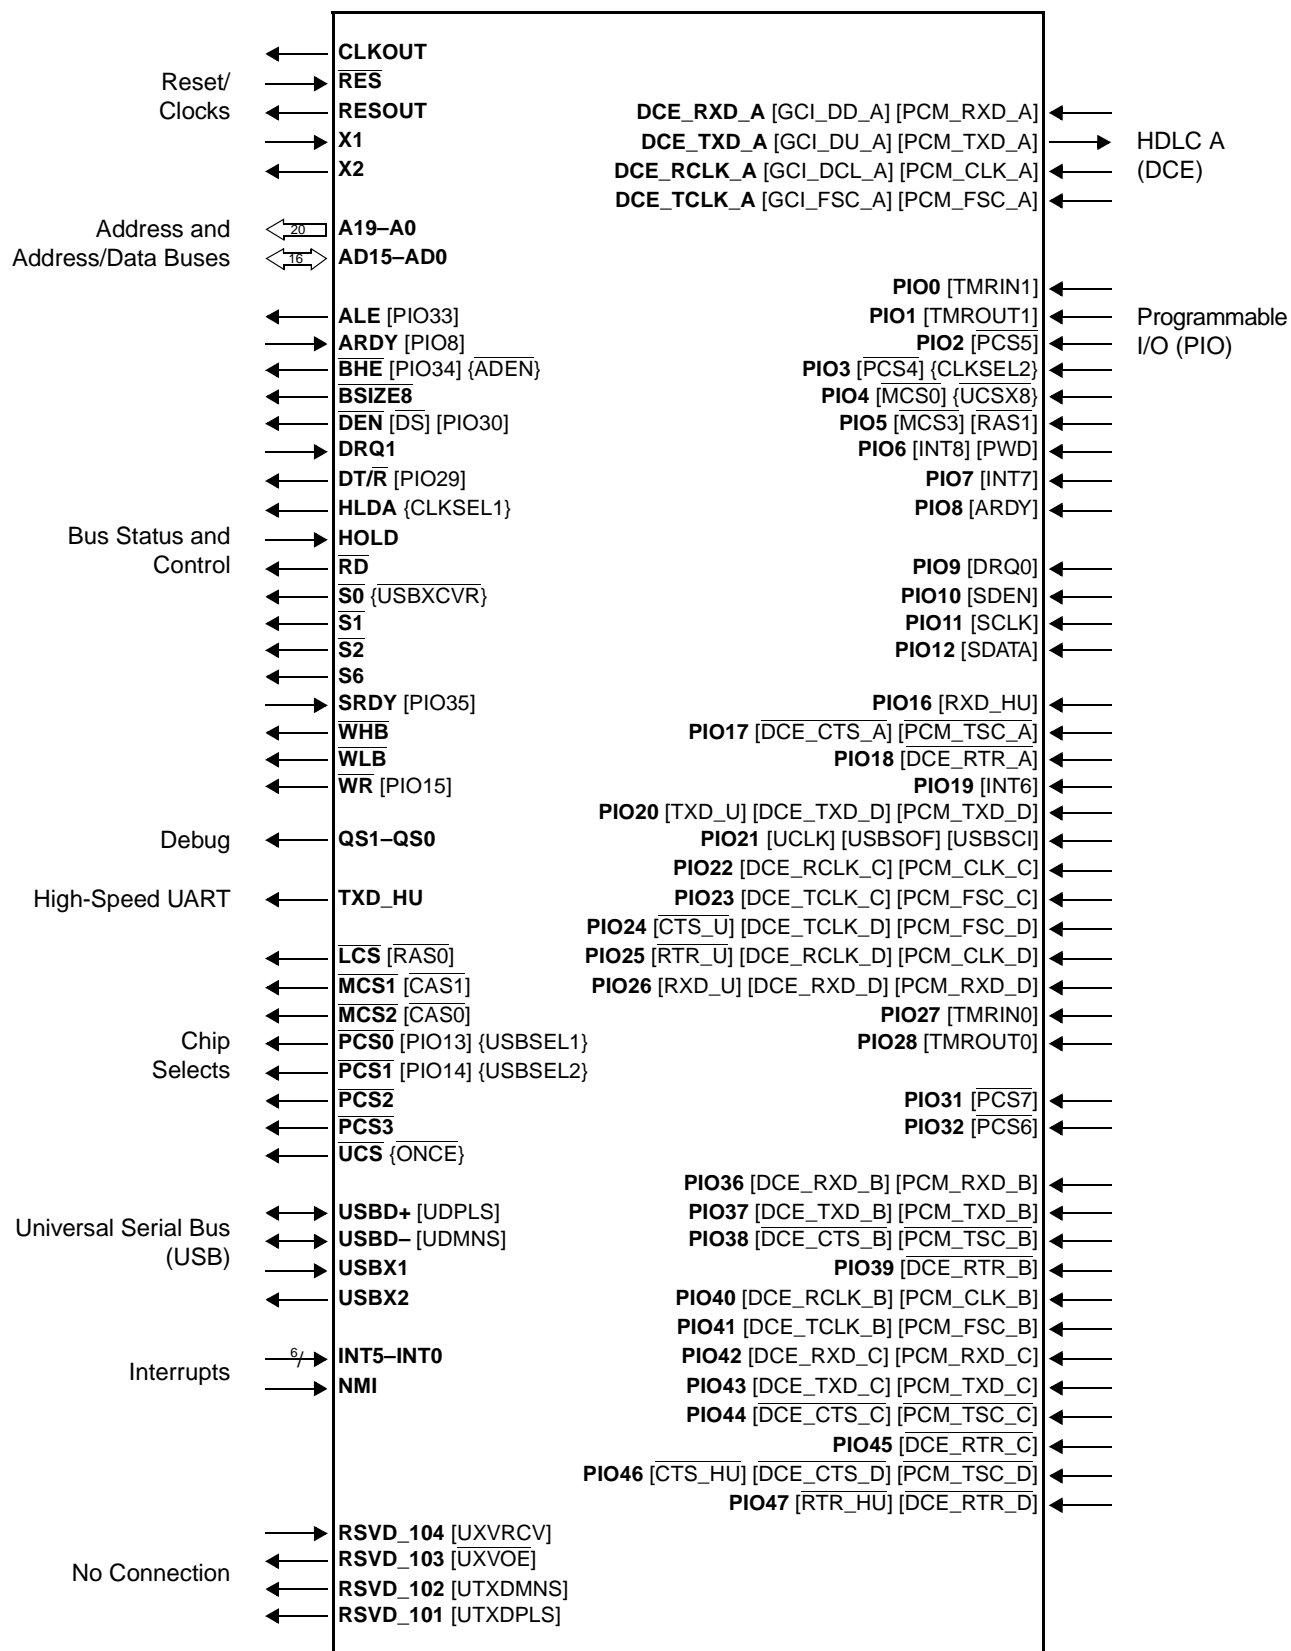 Reset/
Clocks
CLKOUT
RES
RESOUT
X1
X2
Address and
Address/Data Buses
20 A19–A0
16 AD15–AD0
ALE [PIO33]
ARDY [PIO8]
BHE [PIO34] {ADEN}
BSIZE8
DEN [DS] [PIO30]
DRQ1
DT/R [PIO29]
HLDA {CLKSEL1}
Bus Status and
Control
HOLD
RD
S0 {USBXCVR}
S1
S2
S6
SRDY [PIO35]
WHB
WLB
WR [PIO15]
Debug
QS1–QS0
High-Speed UART
TXD_HU
LCS [RAS0]
MCS1 [CAS1]
MCS2 [CAS0]
Chip
Selects
PCS0 [PIO13] {USBSEL1}
PCS1 [PIO14] {USBSEL2}
PCS2
PCS3
UCS {ONCE}
Universal Serial Bus
(USB)
USBD+ [UDPLS]
USBD– [UDMNS]
USBX1
USBX2
Interrupts
6/ INT5–INT0
NMI
No Connection
RSVD_104 [UXVRCV]
RSVD_103 [UXVOE]
RSVD_102 [UTXDMNS]
RSVD_101 [UTXDPLS]
DCE_RXD_A [GCI_DD_A] [PCM_RXD_A]
DCE_TXD_A [GCI_DU_A] [PCM_TXD_A]
DCE_RCLK_A [GCI_DCL_A] [PCM_CLK_A]
DCE_TCLK_A [GCI_FSC_A] [PCM_FSC_A]
HDLC A
(DCE)
PIO0 [TMRIN1]
PIO1 [TMROUT1]
PIO2 [PCS5]
PIO3 [PCS4] {CLKSEL2}
PIO4 [MCS0] {UCSX8}
PIO5 [MCS3] [RAS1]
PIO6 [INT8] [PWD]
PIO7 [INT7]
PIO8 [ARDY]
Programmable
I/O (PIO)
PIO9 [DRQ0]
PIO10 [SDEN]
PIO11 [SCLK]
PIO12 [SDATA]
PIO16 [RXD_HU]
PIO17 [DCE_CTS_A] [PCM_TSC_A]
PIO18 [DCE_RTR_A]
PIO19 [INT6]
PIO20 [TXD_U] [DCE_TXD_D] [PCM_TXD_D]
PIO21 [UCLK] [USBSOF] [USBSCI]
PIO22 [DCE_RCLK_C] [PCM_CLK_C]
PIO23 [DCE_TCLK_C] [PCM_FSC_C]
PIO24 [CTS_U] [DCE_TCLK_D] [PCM_FSC_D]
PIO25 [RTR_U] [DCE_RCLK_D] [PCM_CLK_D]
PIO26 [RXD_U] [DCE_RXD_D] [PCM_RXD_D]
PIO27 [TMRIN0]
PIO28 [TMROUT0]
PIO31 [PCS7]
PIO32 [PCS6]
PIO36 [DCE_RXD_B] [PCM_RXD_B]
PIO37 [DCE_TXD_B] [PCM_TXD_B]
PIO38 [DCE_CTS_B] [PCM_TSC_B]
PIO39 [DCE_RTR_B]
PIO40 [DCE_RCLK_B] [PCM_CLK_B]
PIO41 [DCE_TCLK_B] [PCM_FSC_B]
PIO42 [DCE_RXD_C] [PCM_RXD_C]
PIO43 [DCE_TXD_C] [PCM_TXD_C]
PIO44 [DCE_CTS_C] [PCM_TSC_C]
PIO45 [DCE_RTR_C]
PIO46 [CTS_HU] [DCE_CTS_D] [PCM_TSC_D]
PIO47 [RTR_HU] [DCE_RTR_D]